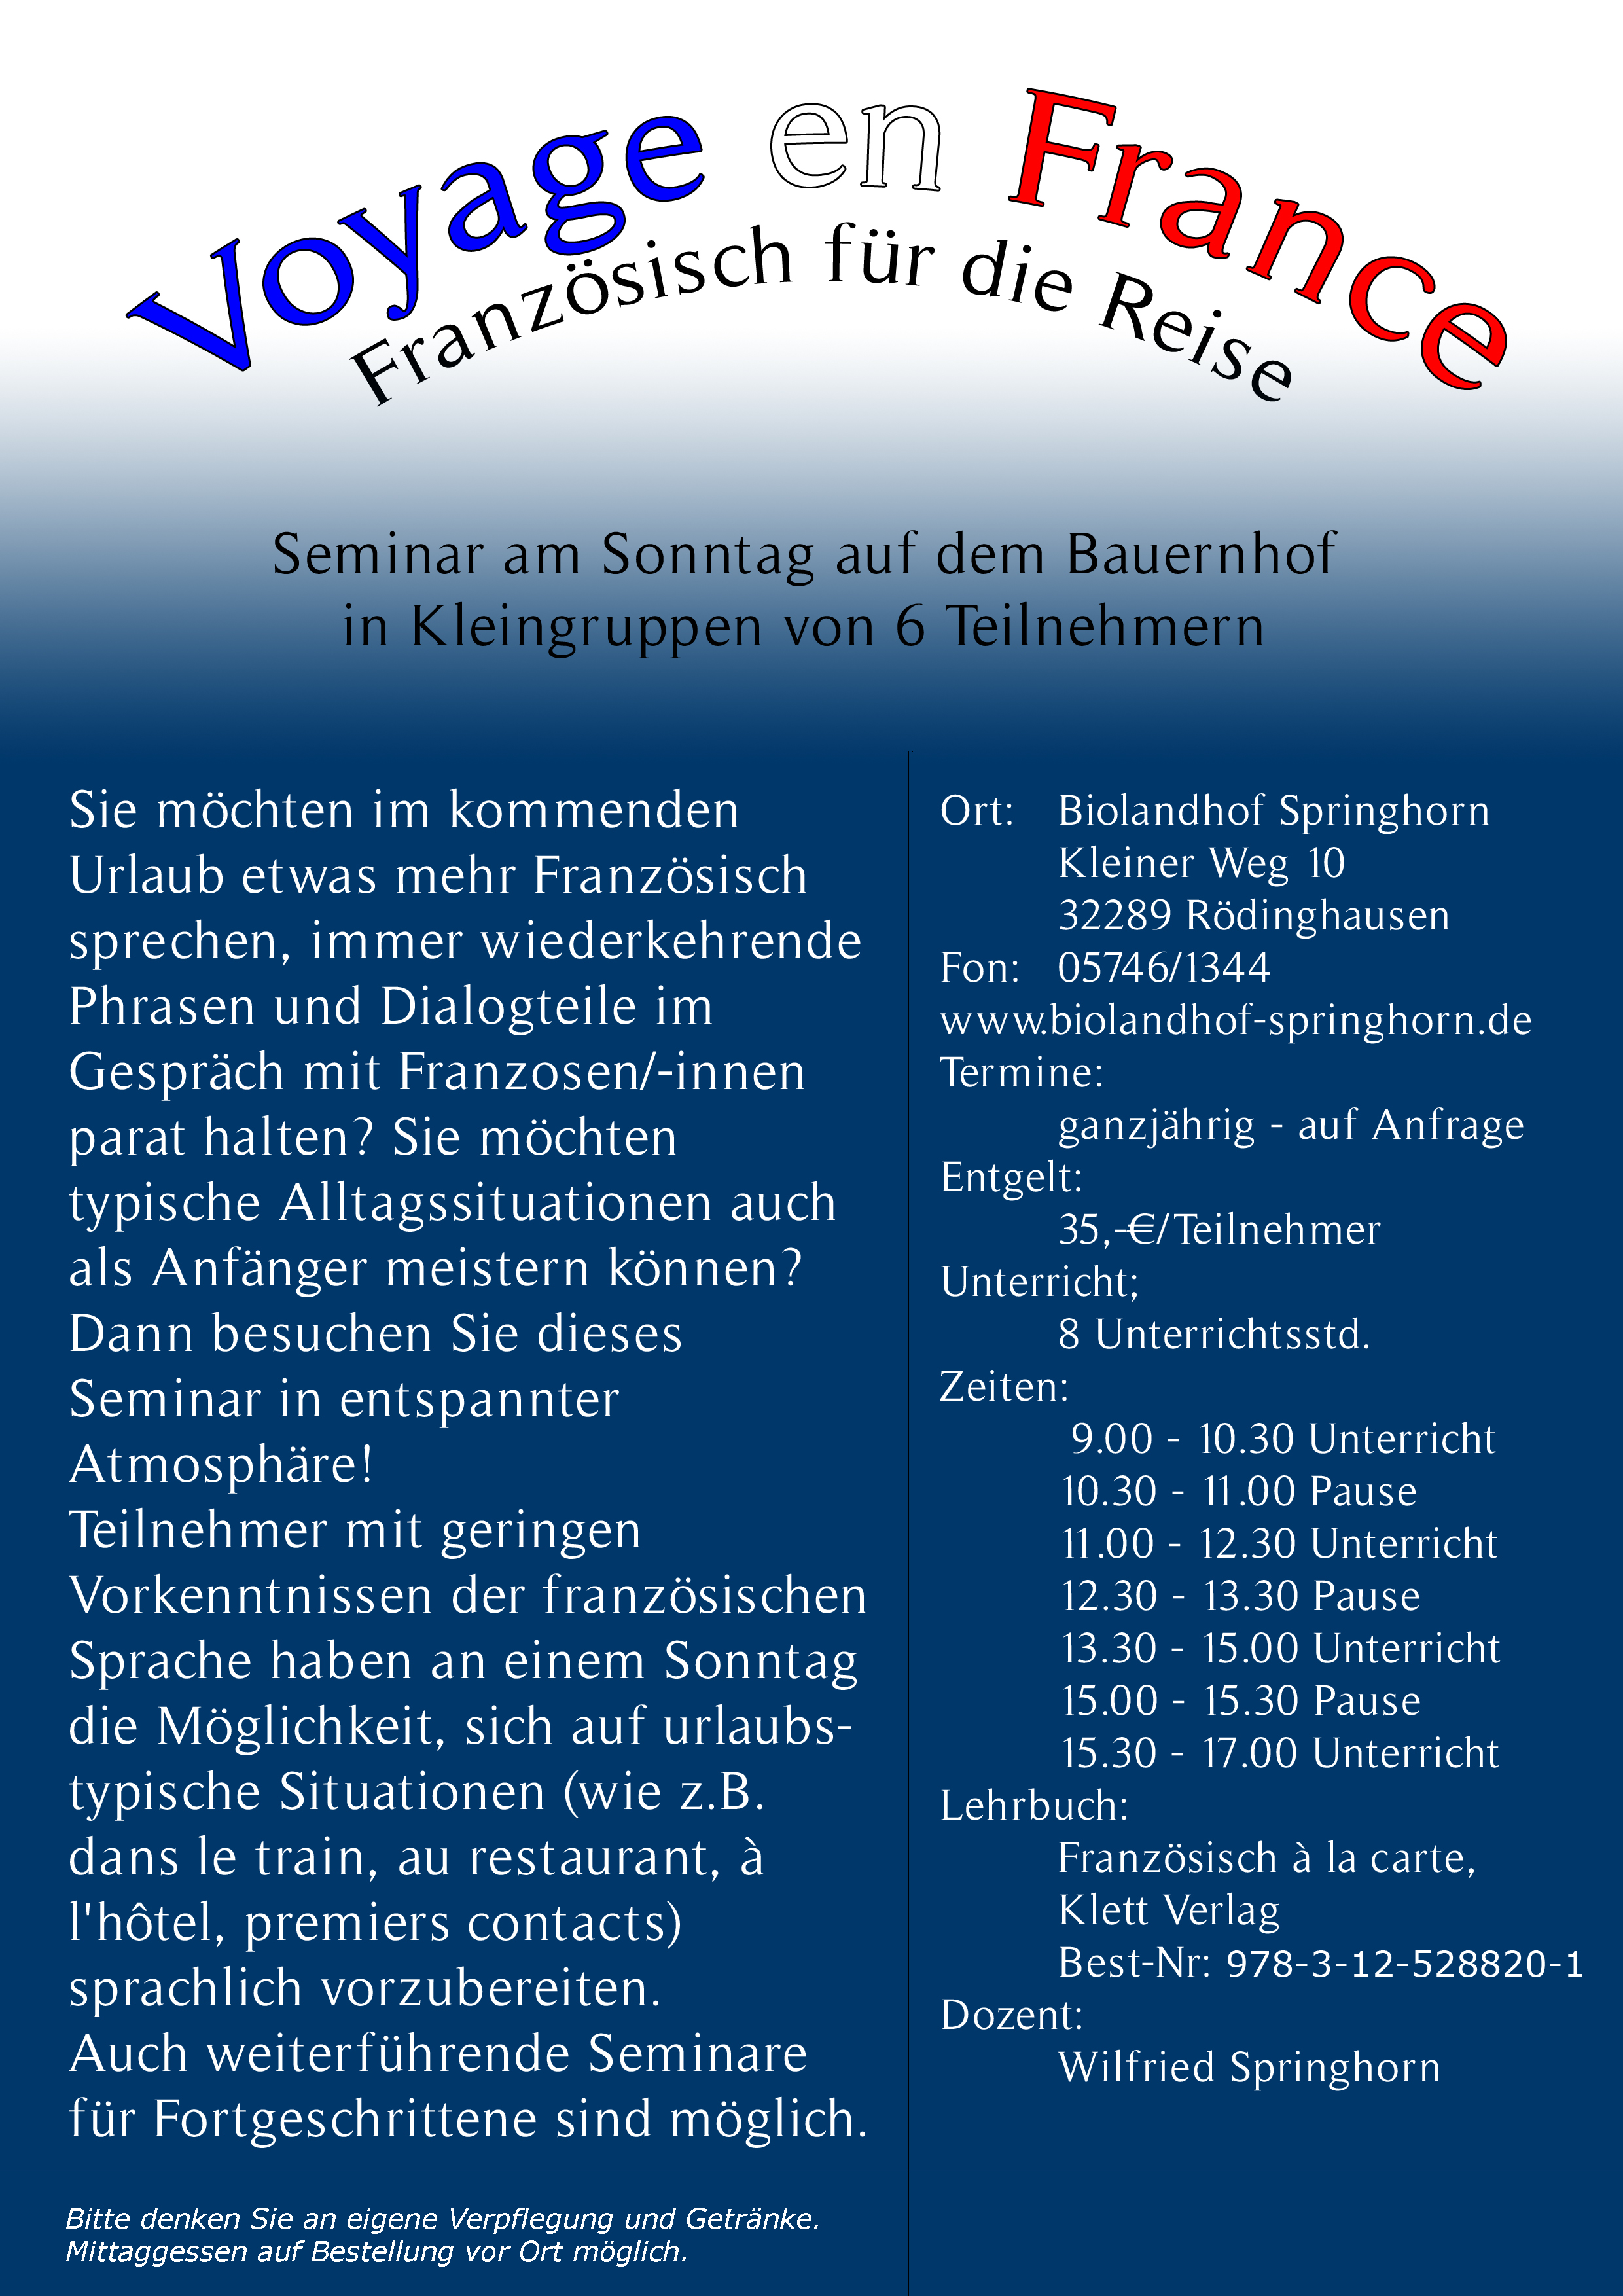 Voyage en France
Französisch für die Reise
Seminar am Sonntag auf dem Bauernhof
in Kleingruppen von 6 Teilnehmern
Sie möchten im kommenden
Urlaub etwas mehr Französisch
sprechen, immer wiederkehrende
Phrasen und Dialogteile im
Gespräch mit Franzosen/-innen
parat halten? Sie möchten
typische Alltagssituationen auch
als Anfänger meistern können?
Dann besuchen Sie dieses
Seminar in entspannter
Atmosphäre!
Teilnehmer mit geringen
Vorkenntnissen der französischen
Sprache haben an einem Sonntag
die Möglichkeit, sich auf urlaubs-
typische Situationen (wie z.B.
dans le train, au restaurant, à
l'hôtel, premiers contacts)
sprachlich vorzubereiten.
Auch weiterführende Seminare
für Fortgeschrittene sind möglich.
Ort: Biolandhof Springhorn
Kleiner Weg 10
32289 Rödinghausen
Fon: 05746/1344
www.biolandhof-springhorn.de
Termine:
ganzjährig - auf Anfrage
Entgelt:
35,-€/Teilnehmer
Unterricht;
8 Unterrichtsstd.
Zeiten:
9.00 - 10.30 Unterricht
10.30 - 11.00 Pause
11.00 - 12.30 Unterricht
12.30 - 13.30 Pause
13.30 - 15.00 Unterricht
15.00 - 15.30 Pause
15.30 - 17.00 Unterricht
Lehrbuch:
Französisch à la carte,
Klett Verlag
Best-Nr: 978-3-12-528820-1
Dozent:
Wilfried Springhorn
Bitte denken Sie an eigene Verpflegung und Getränke.
Mittaggessen auf Bestellung vor Ort möglich.